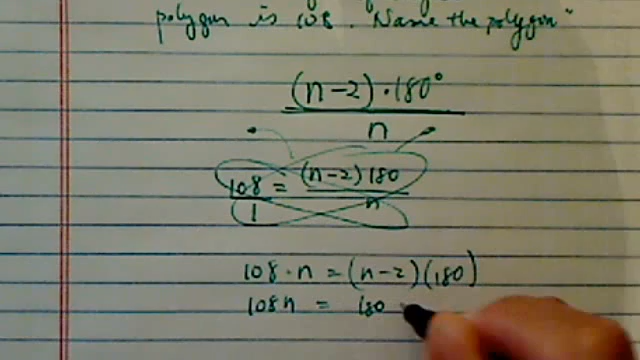 polygon is 108. Name the polygon"
(n-2) · 180°
n
108 = (n-2) 180
1 n
108 · n = (n-2)(180)
108n = 180